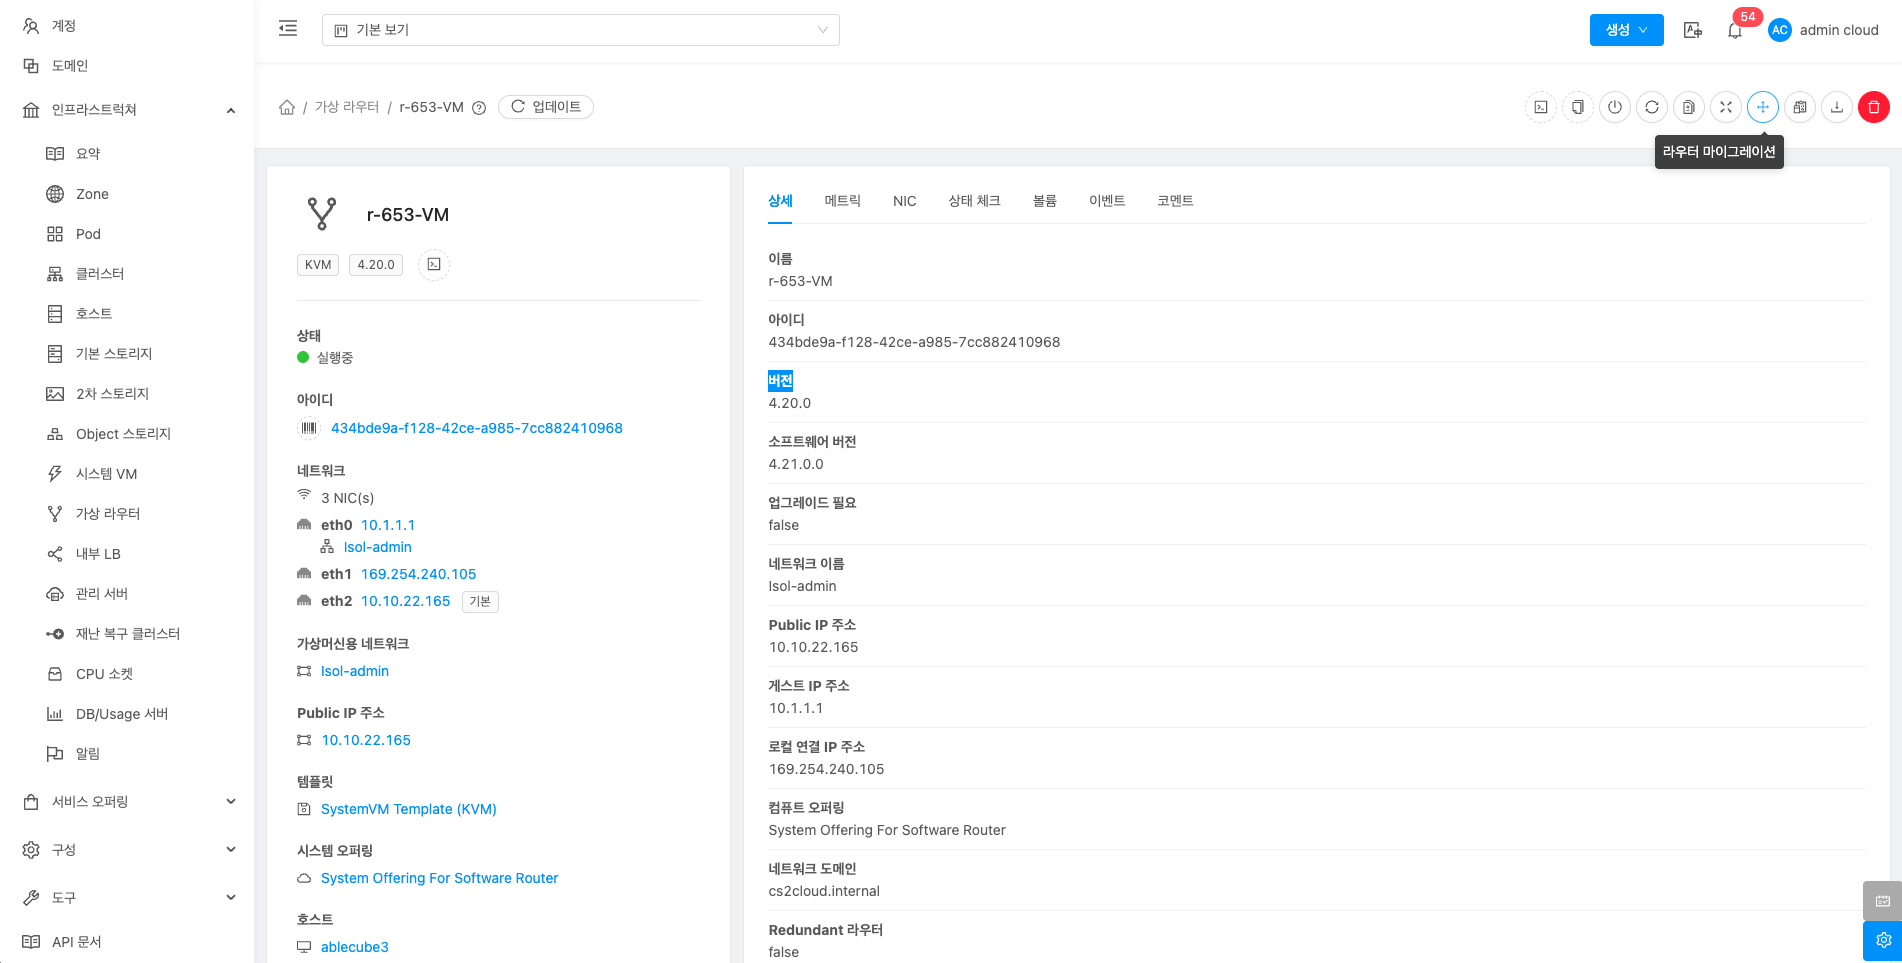 계정
도메인
인프라스트럭쳐
요약
Zone
Pod
클러스터
호스트
기본 스토리지
2차 스토리지
Object 스토리지
시스템 VM
가상 라우터
내부 LB
관리 서버
재난 복구 클러스터
CPU 소켓
DB/Usage 서버
알림
서비스 오퍼링
구성
도구
API 문서
기본 보기
생성
54
AC admin cloud
/ 가상 라우터 / r-653-VM 업데이트
라우터 마이그레이션
r-653-VM
KVM 4.20.0
상태
실행중
아이디
434bde9a-f128-42ce-a985-7cc882410968
네트워크
3 NIC(s)
eth0 10.1.1.1
Isol-admin
eth1 169.254.240.105
eth2 10.10.22.165 기본
가상머신용 네트워크
Isol-admin
Public IP 주소
10.10.22.165
템플릿
SystemVM Template (KVM)
시스템 오퍼링
System Offering For Software Router
호스트
ablecube3
상세 메트릭 NIC 상태 체크 볼륨 이벤트 코멘트
이름
r-653-VM
아이디
434bde9a-f128-42ce-a985-7cc882410968
버전
4.20.0
소프트웨어 버전
4.21.0.0
업그레이드 필요
false
네트워크 이름
Isol-admin
Public IP 주소
10.10.22.165
게스트 IP 주소
10.1.1.1
로컬 연결 IP 주소
169.254.240.105
컴퓨트 오퍼링
System Offering For Software Router
네트워크 도메인
cs2cloud.internal
Redundant 라우터
false